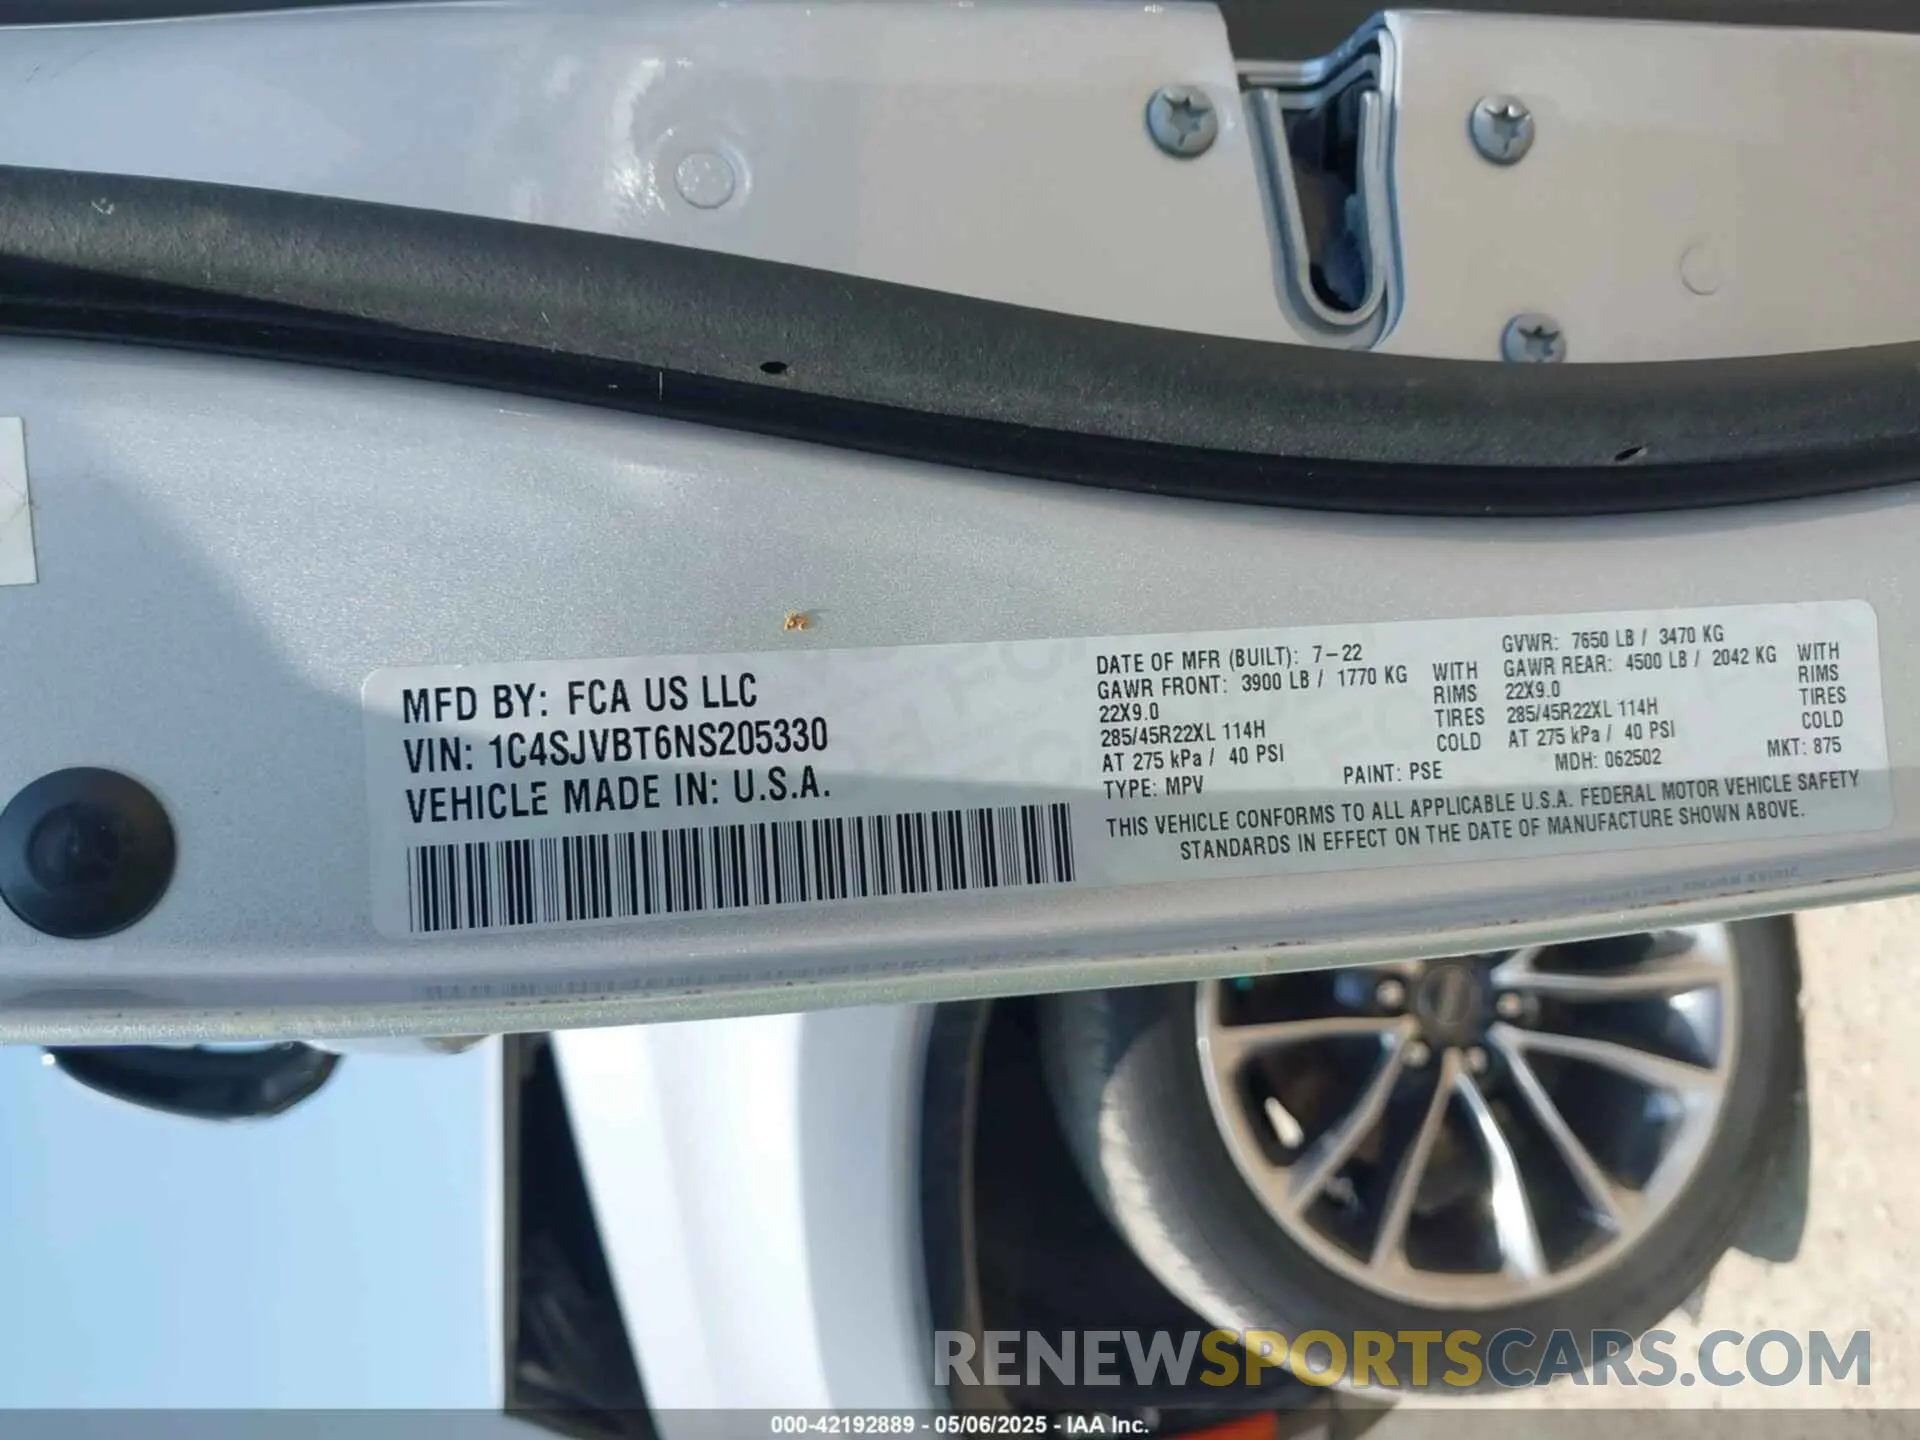 MFD BY: FCA US LLC
VIN: 1C4SJVBT6NS205330
VEHICLE MADE IN: U.S.A.
DATE OF MFR (BUILT): 7-22
GAWR FRONT: 3900 LB / 1770 KG WITH
22X9.0 RIMS
285/45R22XL 114H TIRES
AT 275 kPa / 40 PSI COLD
GVWR: 7650 LB / 3470 KG
GAWR REAR: 4500 LB / 2042 KG WITH
22X9.0 RIMS
285/45R22XL 114H TIRES
AT 275 kPa / 40 PSI COLD
TYPE: MPV PAINT: PSE MDH: 062502 MKT: 875
THIS VEHICLE CONFORMS TO ALL APPLICABLE U.S.A. FEDERAL MOTOR VEHICLE SAFETY
STANDARDS IN EFFECT ON THE DATE OF MANUFACTURE SHOWN ABOVE.
RENEWSPORTSCARS.COM
000-42192889 - 05/06/2025 - IAA Inc.